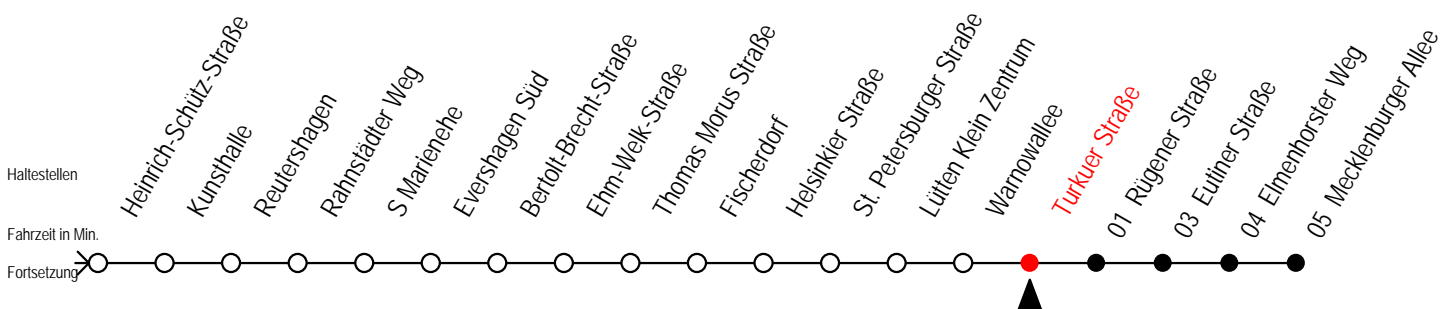 Haltestellen
Fahrzeit in Min.
Fortsetzung
Heinrich-Schütz-Straße
Kunsthalle
Reutershagen
Rahnstädter Weg
S Marienehe
Evershagen Süd
Bertolt-Brecht-Straße
Ehm-Welk-Straße
Thomas Morus Straße
Fischerdorf
Helsinkier Straße
St. Petersburger Straße
Lütten Klein Zentrum
Warnowallee
Turkuer Straße
01 Rügener Straße
03 Eutiner Straße
04 Elmenhorster Weg
05 Mecklenburger Allee